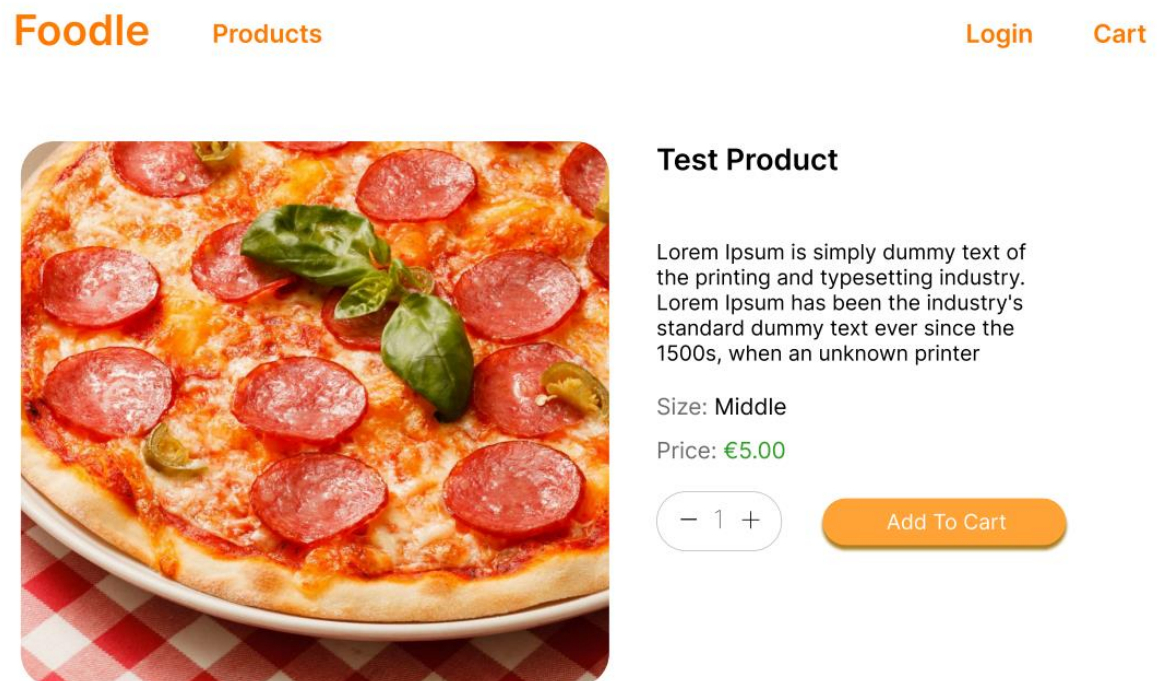 Foodle Products Login Cart
Test Product
Lorem Ipsum is simply dummy text of
the printing and typesetting industry.
Lorem Ipsum has been the industry's
standard dummy text ever since the
1500s, when an unknown printer
Size: Middle
Price: €5.00
− 1 + Add To Cart